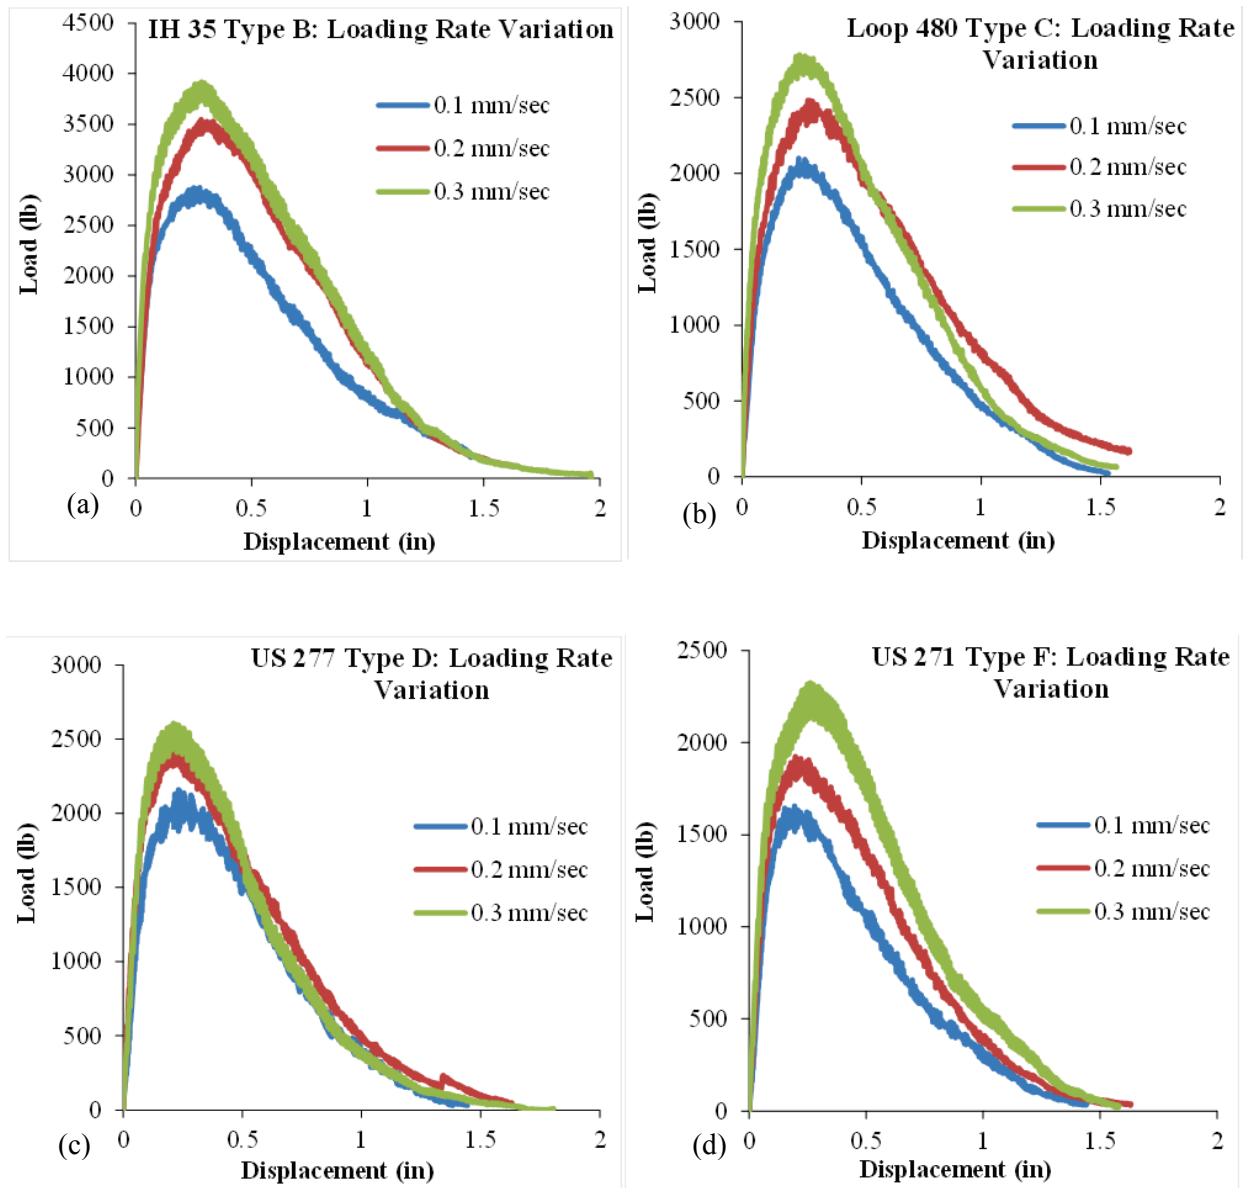 IH 35 Type B: Loading Rate Variation
4500
4000
3500
3000
2500
2000
1500
1000
500
0
Load (lb)
0.1 mm/sec
0.2 mm/sec
0.3 mm/sec
0 0.5 1 1.5 2
Displacement (in)
(a)
Loop 480 Type C: Loading Rate
Variation
3000
2500
2000
1500
1000
500
0
Load (lb)
0.1 mm/sec
0.2 mm/sec
0.3 mm/sec
0 0.5 1 1.5 2
Displacement (in)
(b)
US 277 Type D: Loading Rate
Variation
3000
2500
2000
1500
1000
500
0
Load (lb)
0.1 mm/sec
0.2 mm/sec
0.3 mm/sec
0 0.5 1 1.5 2
Displacement (in)
(c)
US 271 Type F: Loading Rate
Variation
2500
2000
1500
1000
500
0
Load (lb)
0.1 mm/sec
0.2 mm/sec
0.3 mm/sec
0 0.5 1 1.5 2
Displacement (in)
(d)